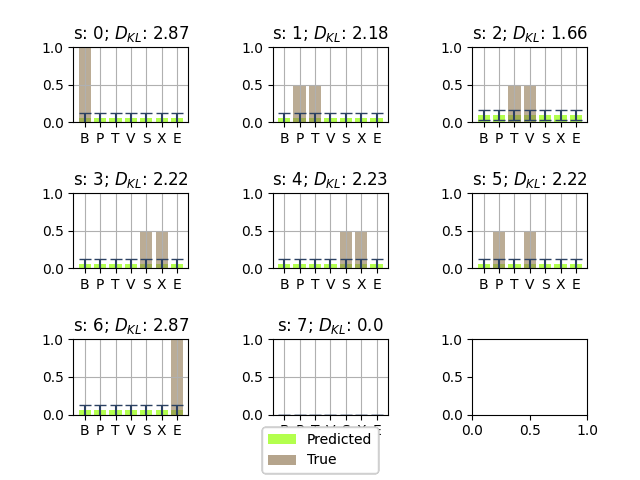 s: 0; D_KL: 2.87
s: 1; D_KL: 2.18
s: 2; D_KL: 1.66
1.0 1.0 1.0
0.5 0.5 0.5
0.0 0.0 0.0
B P T V S X E B P T V S X E B P T V S X E
s: 3; D_KL: 2.22
s: 4; D_KL: 2.23
s: 5; D_KL: 2.22
1.0 1.0 1.0
0.5 0.5 0.5
0.0 0.0 0.0
B P T V S X E B P T V S X E B P T V S X E
s: 6; D_KL: 2.87
s: 7; D_KL: 0.0
1.0 1.0 1.0
0.5 0.5 0.5
0.0 0.0 0.0
B P T V S X E B P T V S X E 0.0 0.5 1.0
Predicted
True